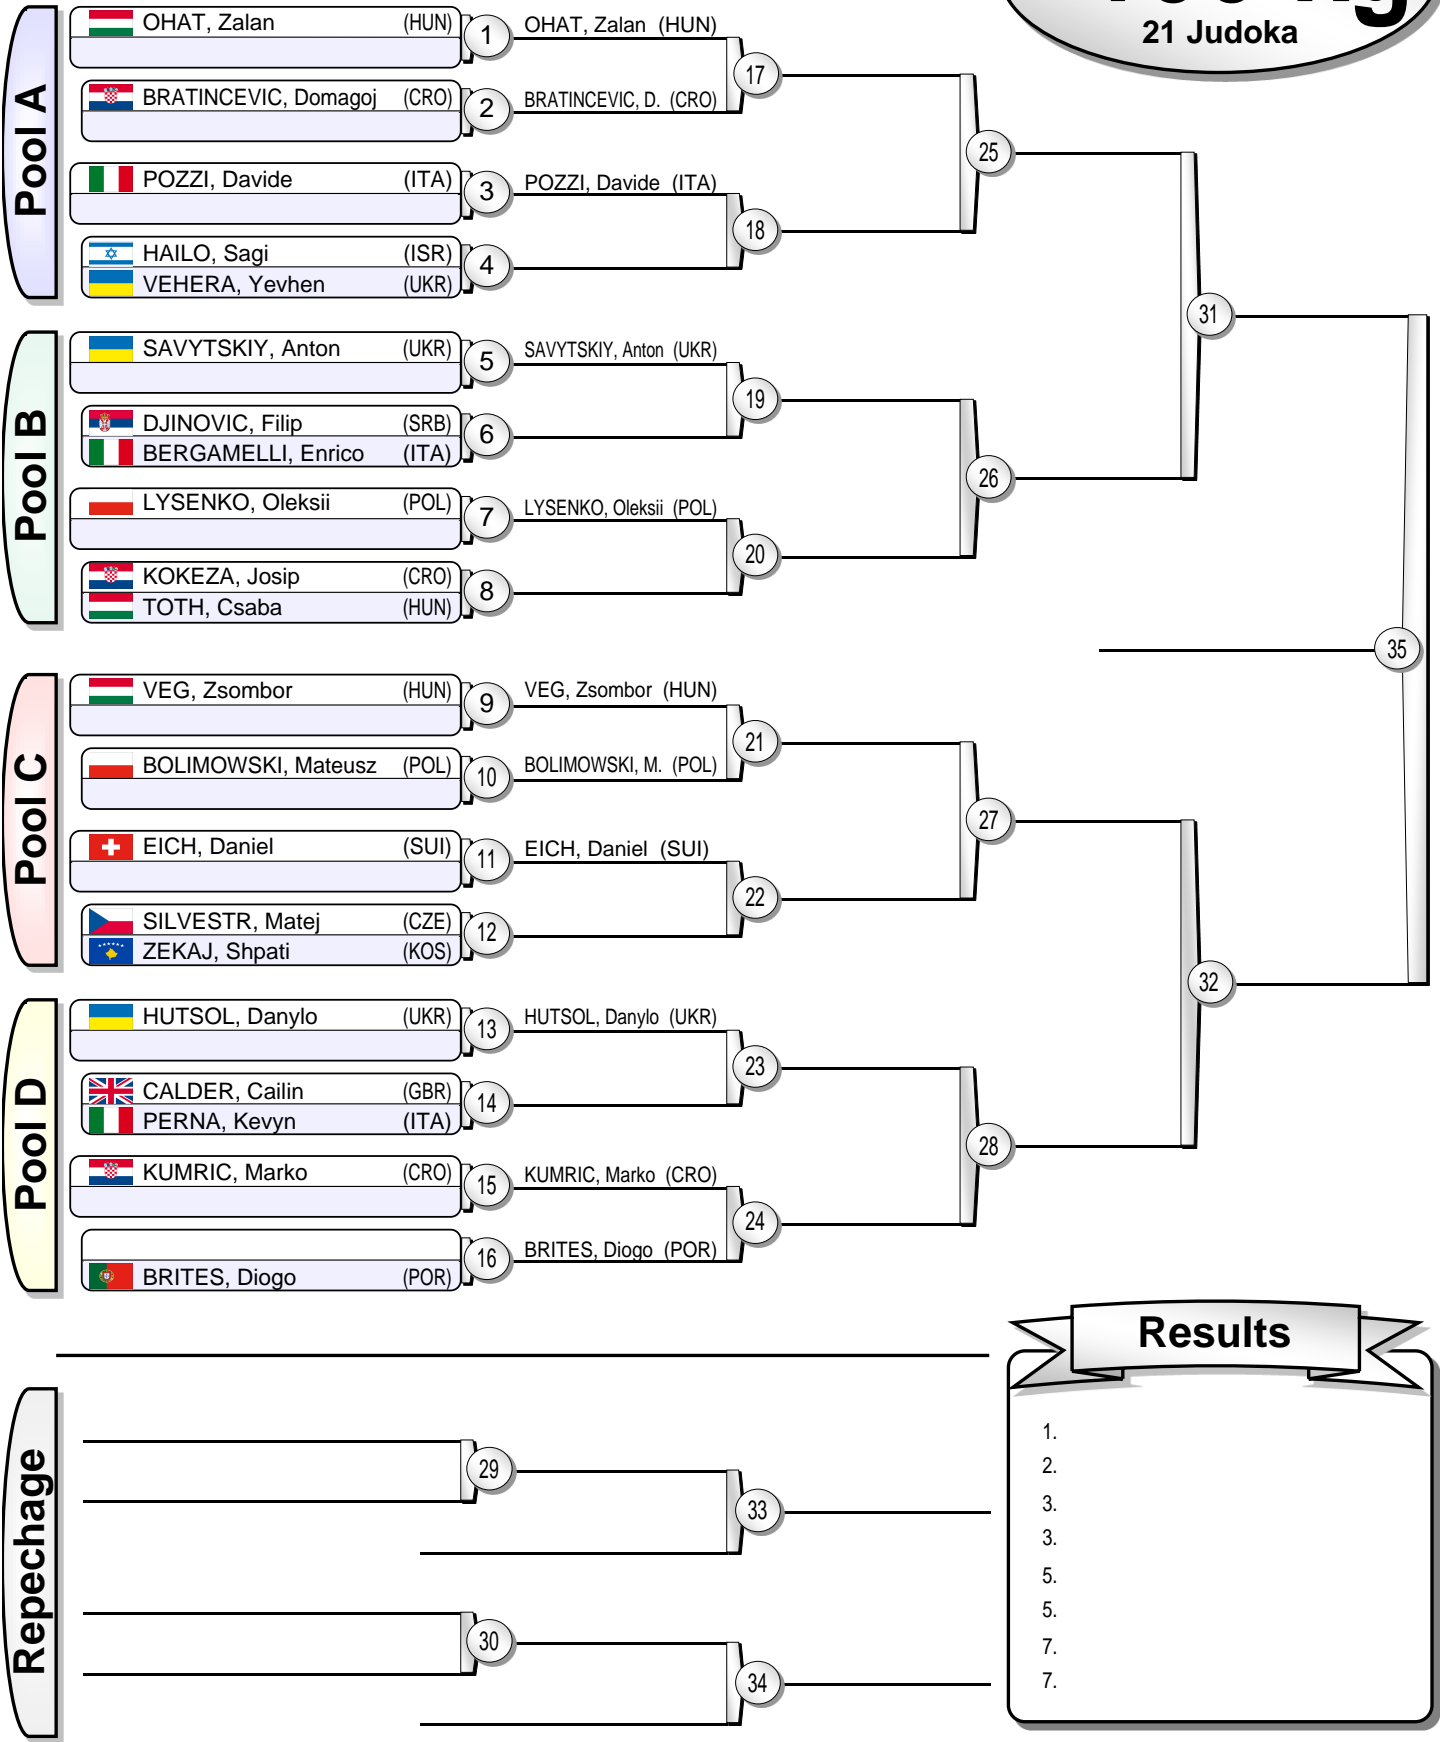 21 Judoka
Pool A
OHAT, Zalan (HUN) 1 OHAT, Zalan (HUN)
17
BRATINCEVIC, Domagoj (CRO) 2 BRATINCEVIC, D. (CRO)
25
POZZI, Davide (ITA) 3 POZZI, Davide (ITA)
18
HAILO, Sagi (ISR)
4
VEHERA, Yevhen (UKR)
31
Pool B
SAVYTSKIY, Anton (UKR) 5 SAVYTSKIY, Anton (UKR)
19
DJINOVIC, Filip (SRB)
6
BERGAMELLI, Enrico (ITA)
26
LYSENKO, Oleksii (POL) 7 LYSENKO, Oleksii (POL)
20
KOKEZA, Josip (CRO)
8
TOTH, Csaba (HUN)
35
Pool C
VEG, Zsombor (HUN) 9 VEG, Zsombor (HUN)
21
BOLIMOWSKI, Mateusz (POL) 10 BOLIMOWSKI, M. (POL)
27
EICH, Daniel (SUI) 11 EICH, Daniel (SUI)
22
SILVESTR, Matej (CZE)
12
ZEKAJ, Shpati (KOS)
32
Pool D
HUTSOL, Danylo (UKR) 13 HUTSOL, Danylo (UKR)
23
CALDER, Cailin (GBR)
14
PERNA, Kevyn (ITA)
28
KUMRIC, Marko (CRO) 15 KUMRIC, Marko (CRO)
24
16 BRITES, Diogo (POR)
BRITES, Diogo (POR)
Repechage
29
33
30
34
Results
1.
2.
3.
3.
5.
5.
7.
7.